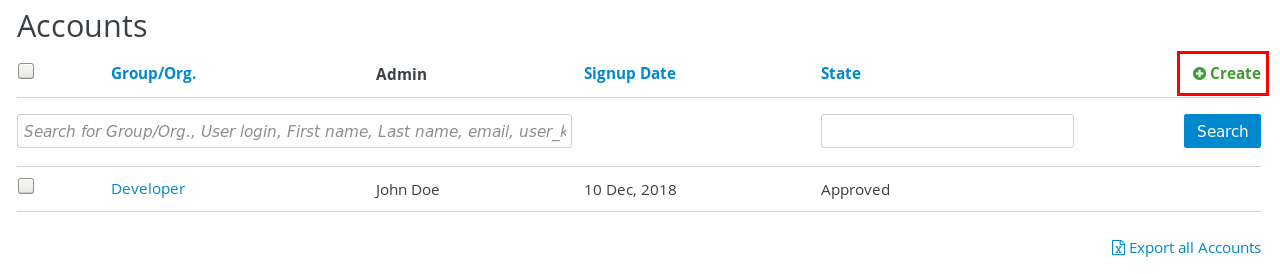 Accounts
Group/Org. Admin Signup Date State Create
Search for Group/Org., User login, First name, Last name, email, user_k Search
Developer John Doe 10 Dec, 2018 Approved
Export all Accounts